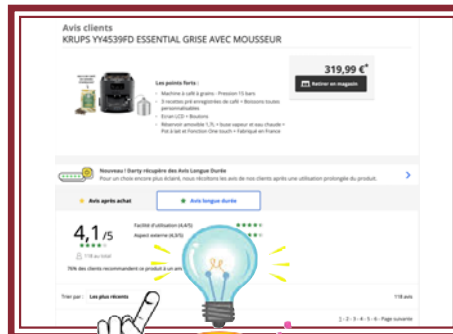 Avis clients
KRUPS YY4539FD ESSENTIAL GRISE AVEC MOUSSEUR
319,99 €*
Retirer en magasin
Les points forts :
- Machine à café à grains - Pression 15 bars
- 3 recettes pré enregistrées de café + Boissons toutes personnalisables
- Ecran LCD + Boutons
- Réservoir amovible 1,7L + buse vapeur et eau chaude +
Pot à lait et Fonction One touch + Fabriqué en France
Nouveau ! Darty récupère des Avis Longue Durée
Pour un choix encore plus éclairé, nous récoltons les avis de nos clients après une utilisation prolongée du produit.
Avis après achat
Avis longue durée
4,1/5
Facilité d'utilisation (4,4/5)
Aspect externe (4,3/5)
118 au total
76% des clients recommandent ce produit à un ami
Trier par : Les plus récents
118 avis
1 - 2 - 3 - 4 - 5 - 6 - Page suivante